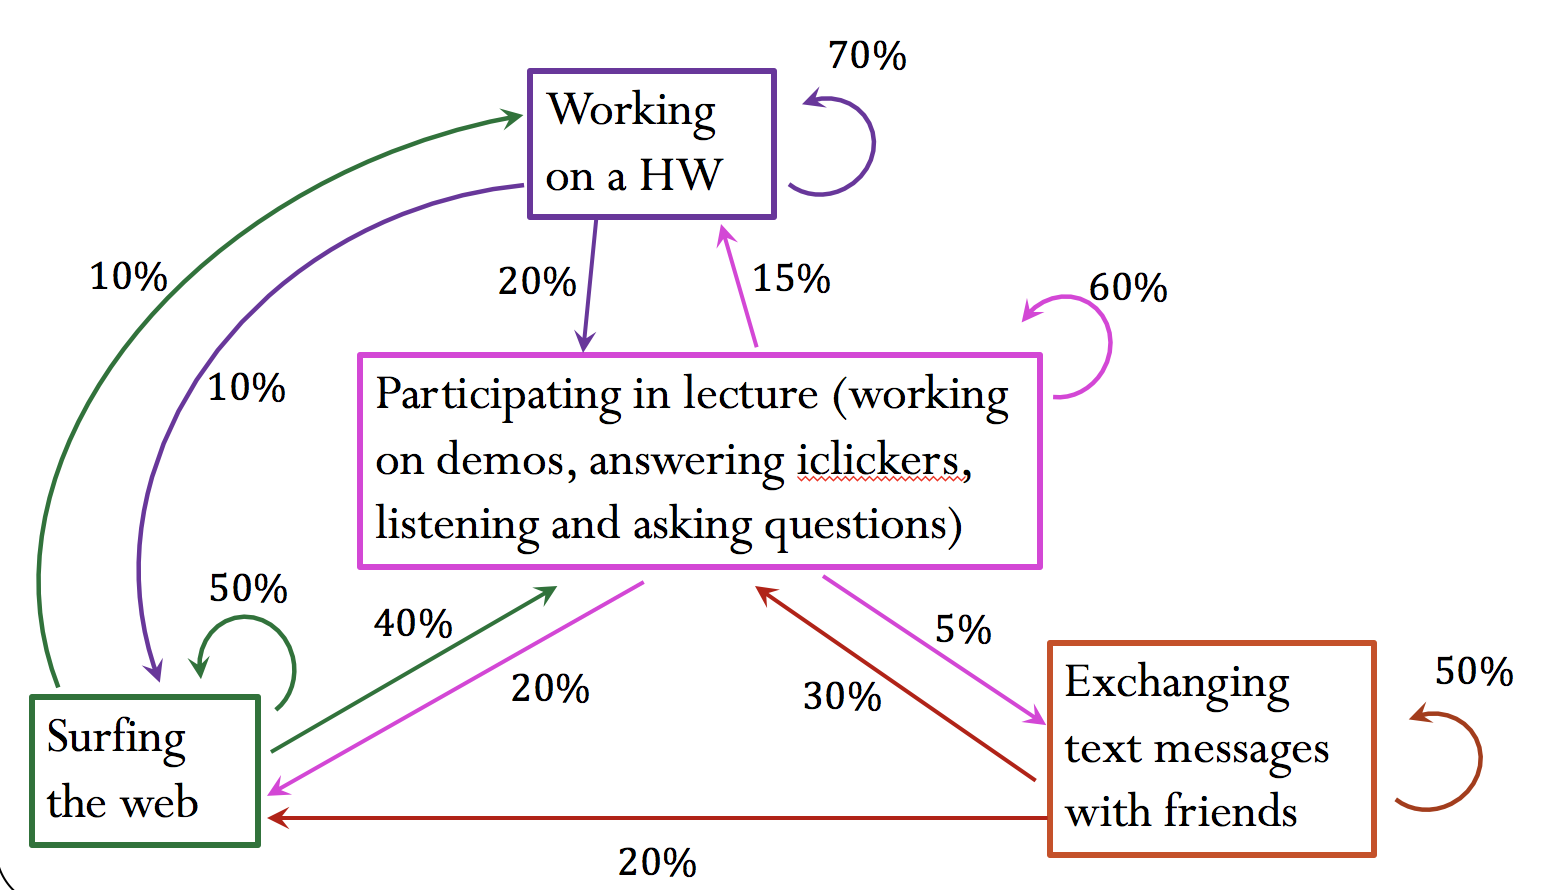 70%
Working
on a HW
10%
20%
15%
60%
10%
Participating in lecture (working
on demos, answering iclickers,
listening and asking questions)
50%
40%
5%
20%
30%
Exchanging
text messages
with friends
50%
Surfing
the web
20%